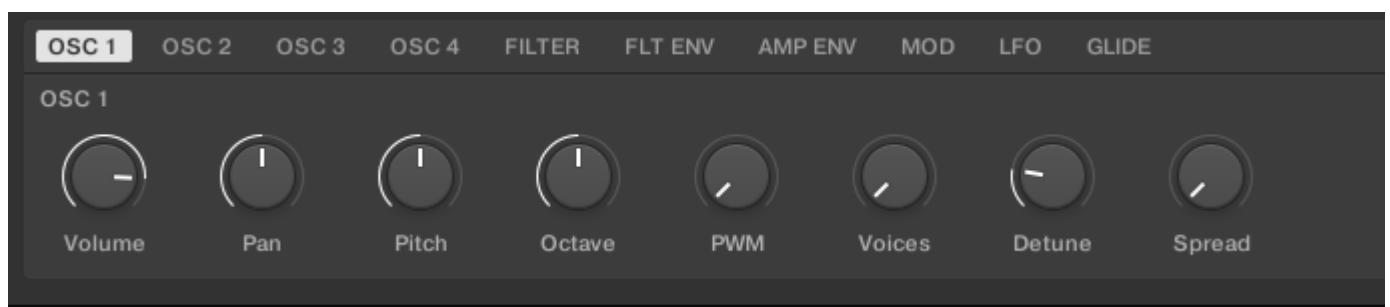 OSC 1 OSC 2 OSC 3 OSC 4 FILTER FLT ENV AMP ENV MOD LFO GLIDE
OSC 1
Volume Pan Pitch Octave PWM Voices Detune Spread